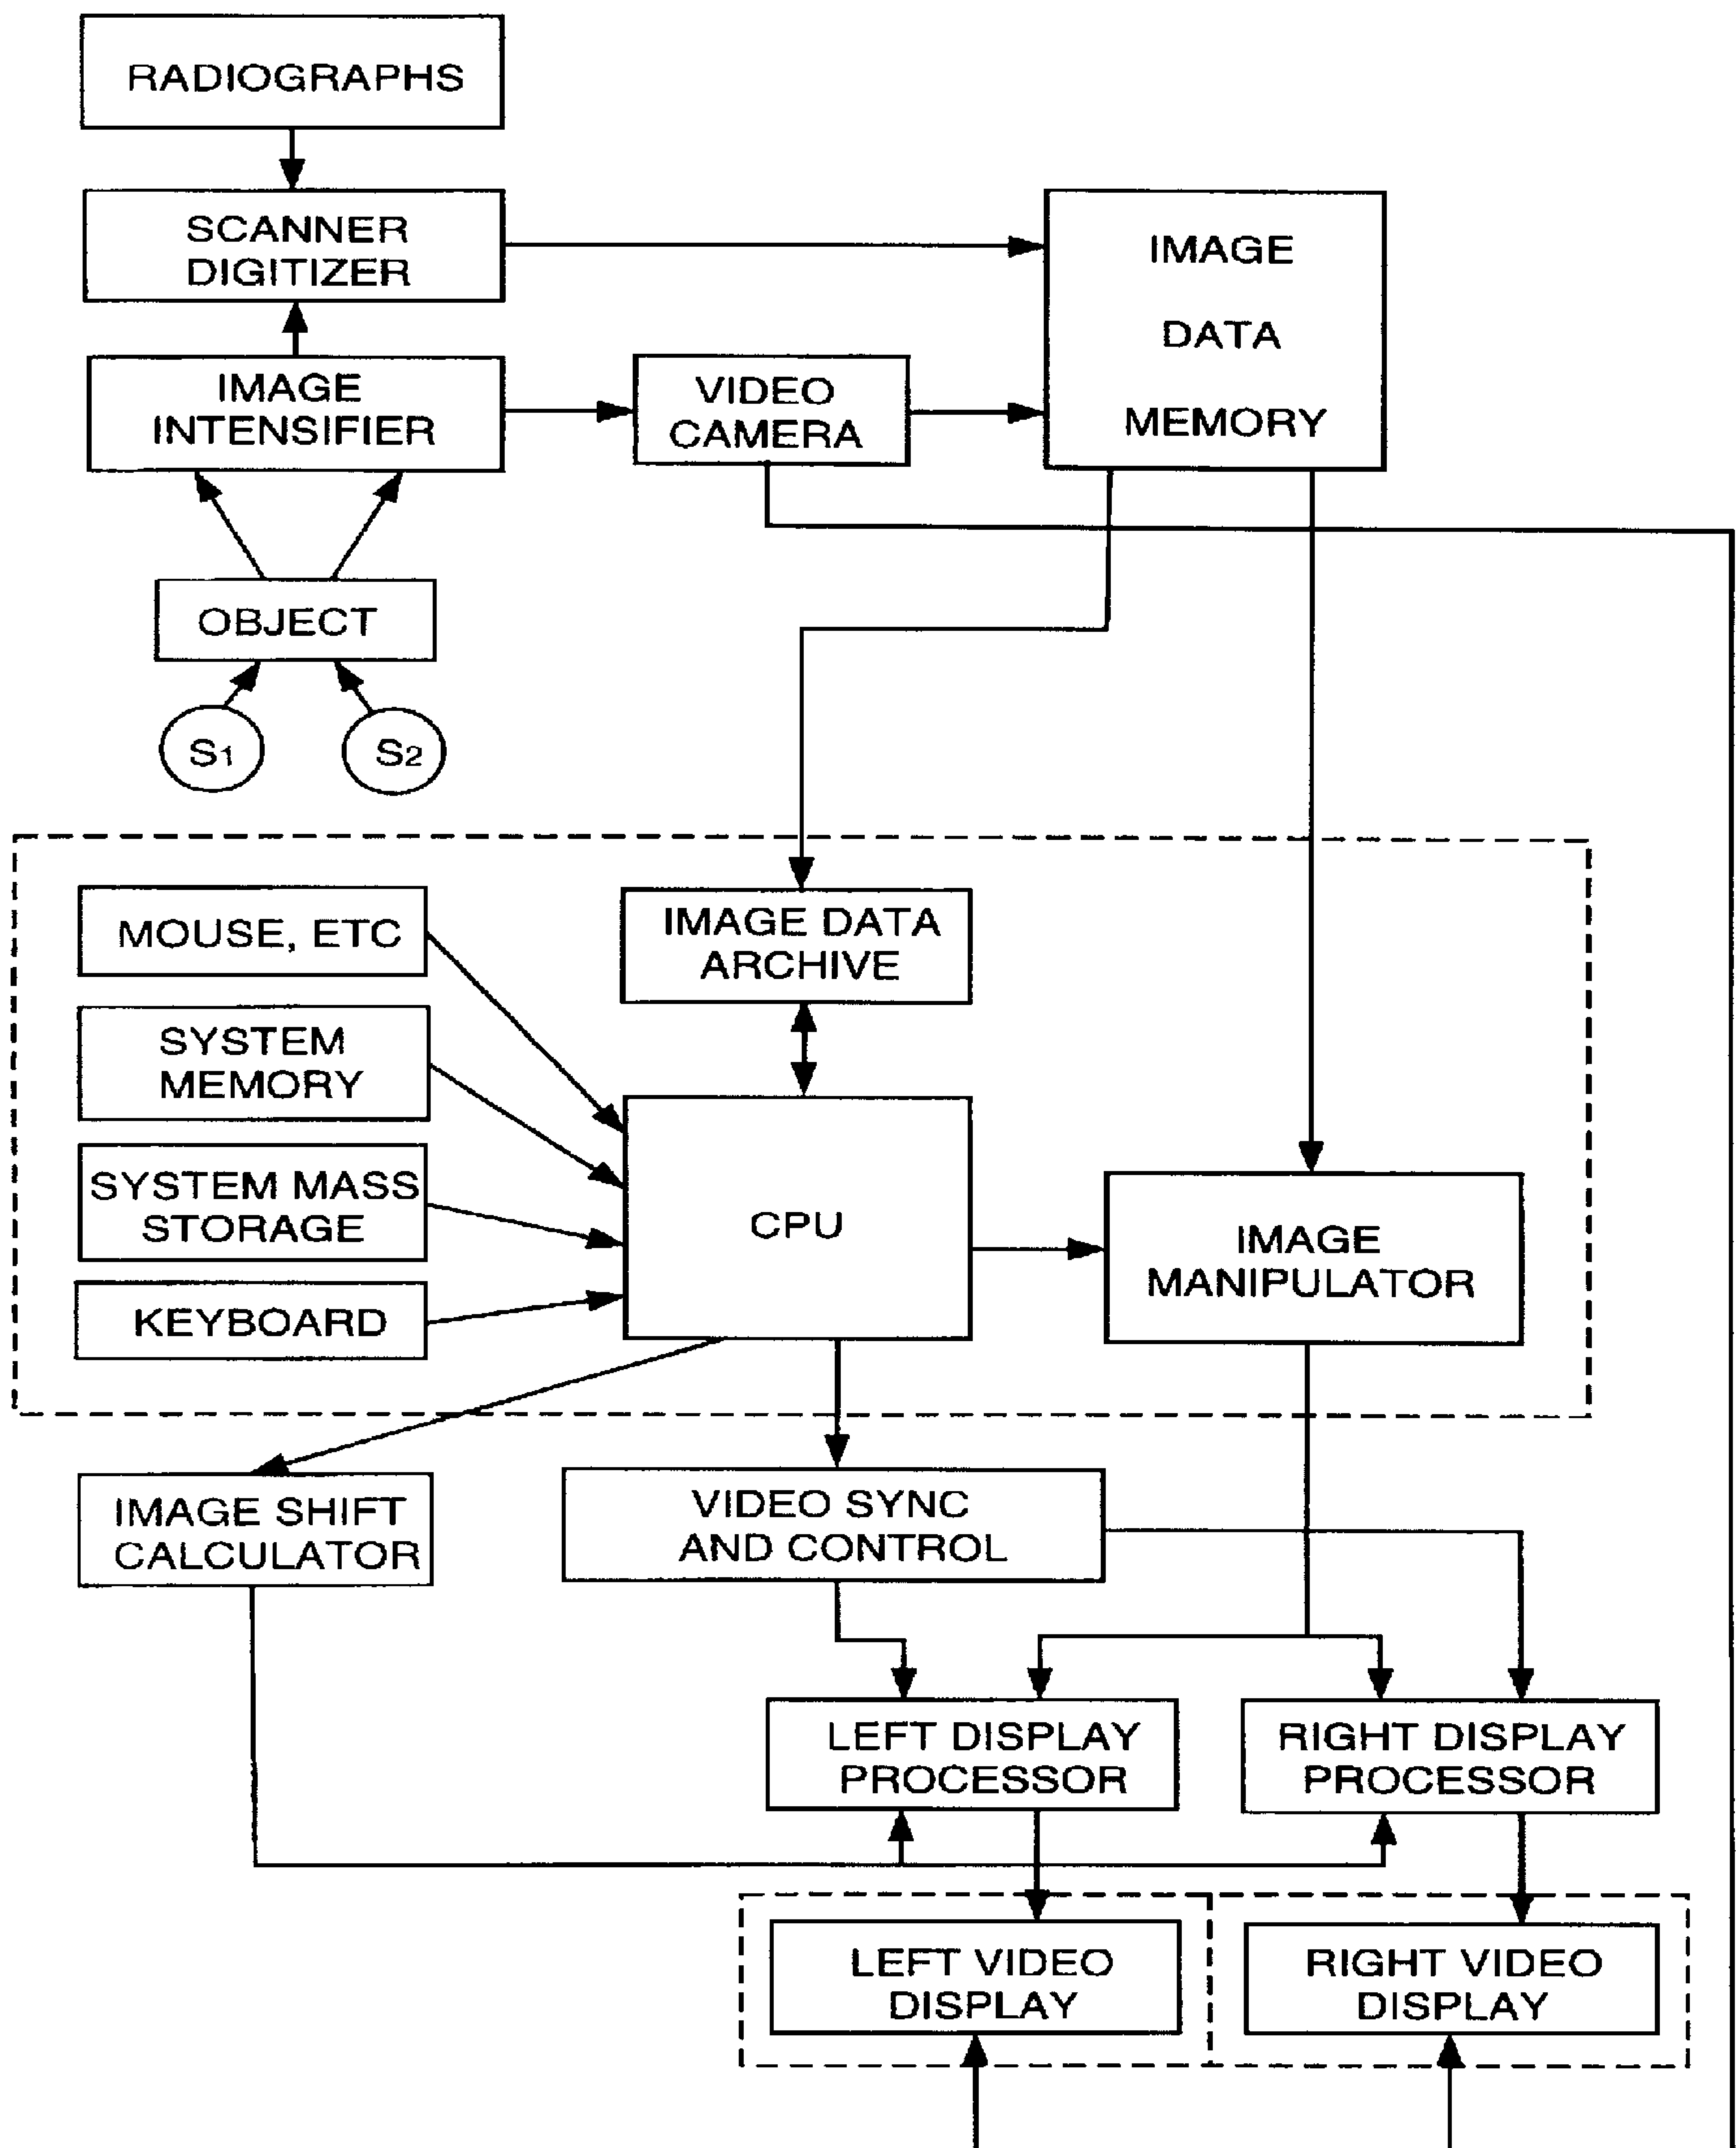 RADIOGRAPHS
SCANNER
DIGITIZER
IMAGE
DATA
MEMORY
IMAGE
INTENSIFIER
VIDEO
CAMERA
OBJECT
S1
S2
MOUSE, ETC
IMAGE DATA
ARCHIVE
SYSTEM
MEMORY
SYSTEM MASS
STORAGE
CPU
IMAGE
MANIPULATOR
KEYBOARD
IMAGE SHIFT
CALCULATOR
VIDEO SYNC
AND CONTROL
LEFT DISPLAY
PROCESSOR
RIGHT DISPLAY
PROCESSOR
LEFT VIDEO
DISPLAY
RIGHT VIDEO
DISPLAY